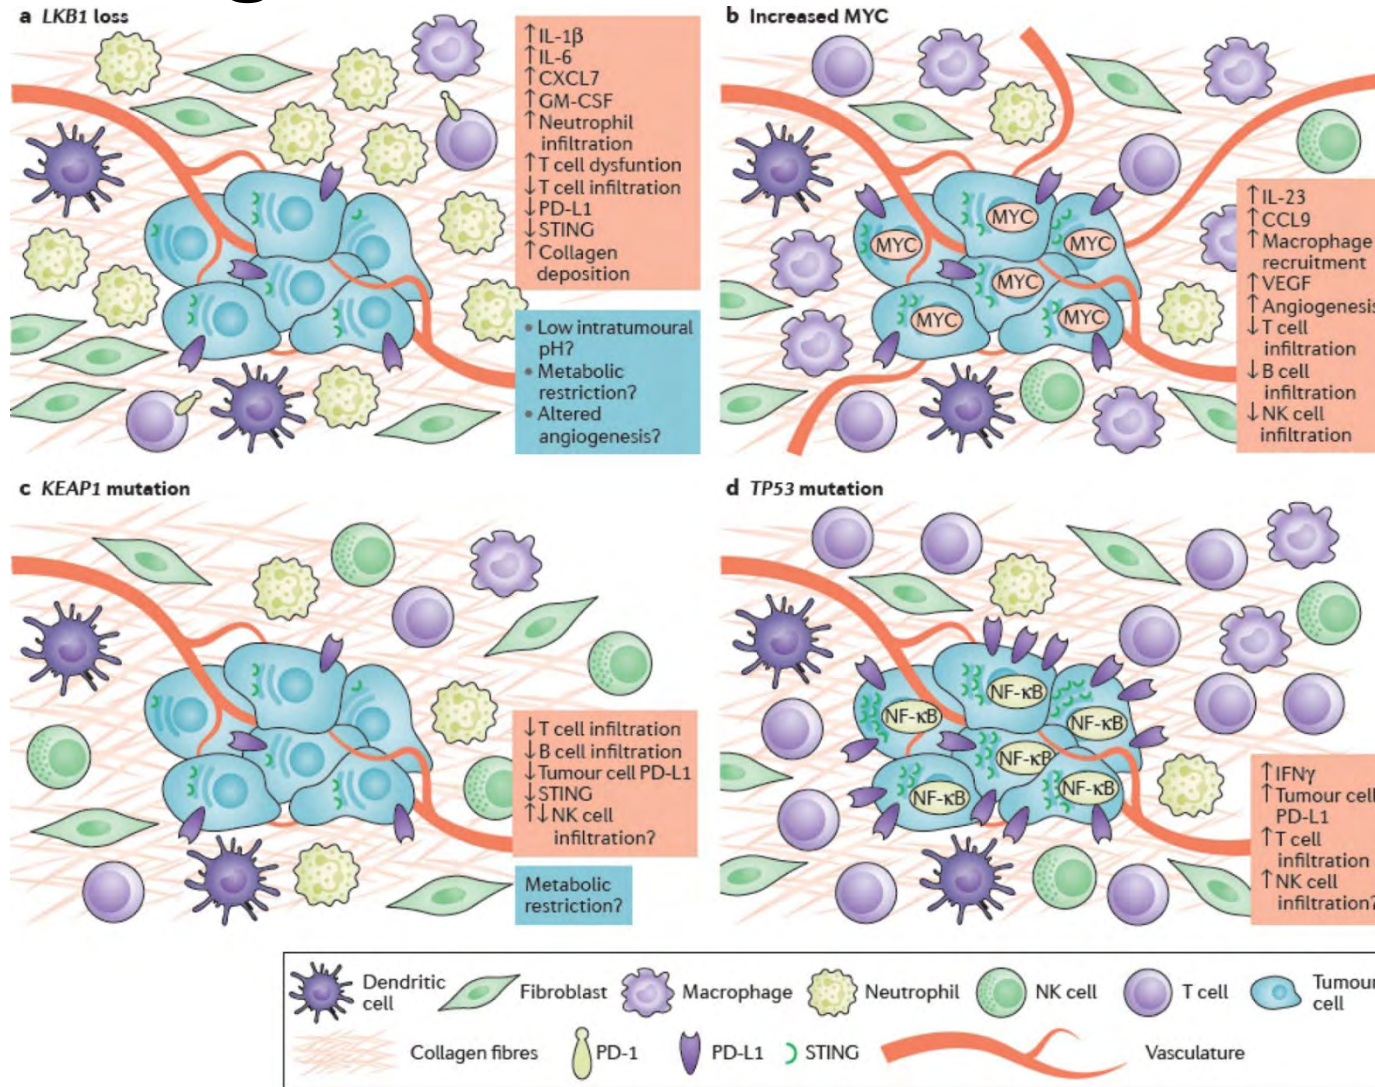 a LKB1 loss
↑IL-1β
↑IL-6
↑CXCL7
↑GM-CSF
↑Neutrophil
infiltration
↑T cell dysfuntion
↓T cell infiltration
↓PD-L1
↓STING
↑Collagen
deposition
• Low intratumoural
pH?
• Metabolic
restriction?
• Altered
angiogenesis?
b Increased MYC
MYC
MYC
MYC
MYC
MYC
MYC
↑IL-23
↑CCL9
↑Macrophage
recruitment
↑VEGF
↑Angiogenesis
↓T cell
infiltration
↓B cell
infiltration
↓NK cell
infiltration
c KEAP1 mutation
↓T cell infiltration
↓B cell infiltration
↓Tumour cell PD-L1
↓STING
↑↓NK cell
infiltration?
Metabolic
restriction?
d TP53 mutation
NF-κB
NF-κB
NF-κB
NF-κB
NF-κB
NF-κB
↑IFNγ
↑Tumour cell
PD-L1
↑T cell
infiltration
↑NK cell
infiltration?
Dendritic
cell
Fibroblast
Macrophage
Neutrophil
NK cell
T cell
Tumour
cell
Collagen fibres
PD-1
PD-L1
STING
Vasculature